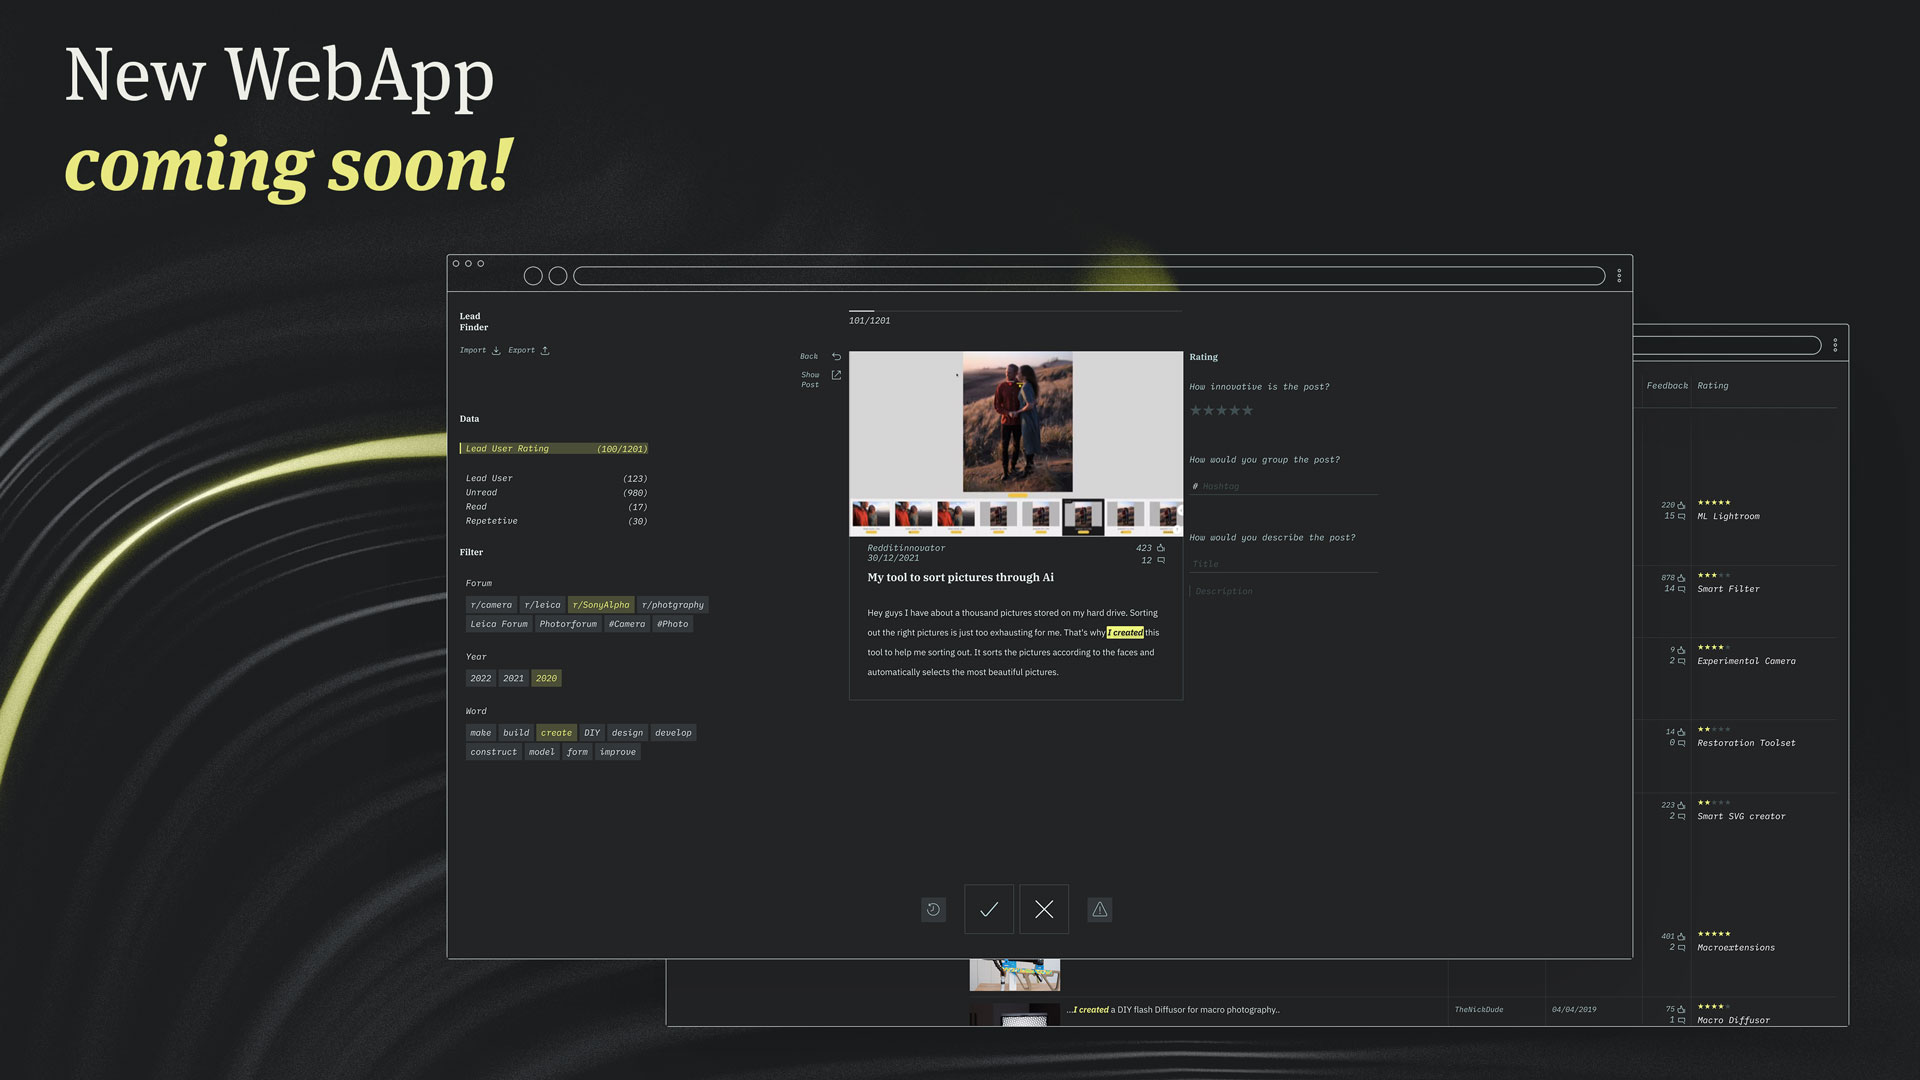 New WebApp
coming soon!
Lead
Finder
Import
Export
Data
Lead User Rating (100/1201)
Lead User (123)
Unread (980)
Read (17)
Repetetive (30)
Filter
Forum
r/camera r/leica r/SonyAlpha r/photgraphy
Leica Forum Photorforum #Camera #Photo
Year
2022 2021 2020
Word
make build create DIY design develop
construct model form improve
101/1201
Back
Show
Post
Redditinnovator 423
30/12/2021 12
My tool to sort pictures through Ai
Hey guys I have about a thousand pictures stored on my hard drive. Sorting
out the right pictures is just too exhausting for me. That's why I created this
tool to help me sorting out. It sorts the pictures according to the faces and
automatically selects the most beautiful pictures.
Rating
How innovative is the post?
How would you group the post?
# Hashtag
How would you describe the post?
Title
Description
Feedback Rating
220
15 ML Lightroom
878
14 Smart Filter
9
2 Experimental Camera
14
0 Restoration Toolset
223
2 Smart SVG creator
401
2 Macroextensions
...I created a DIY flash Diffusor for macro photography.. TheNickDude 04/04/2019 75
1 Macro Diffusor